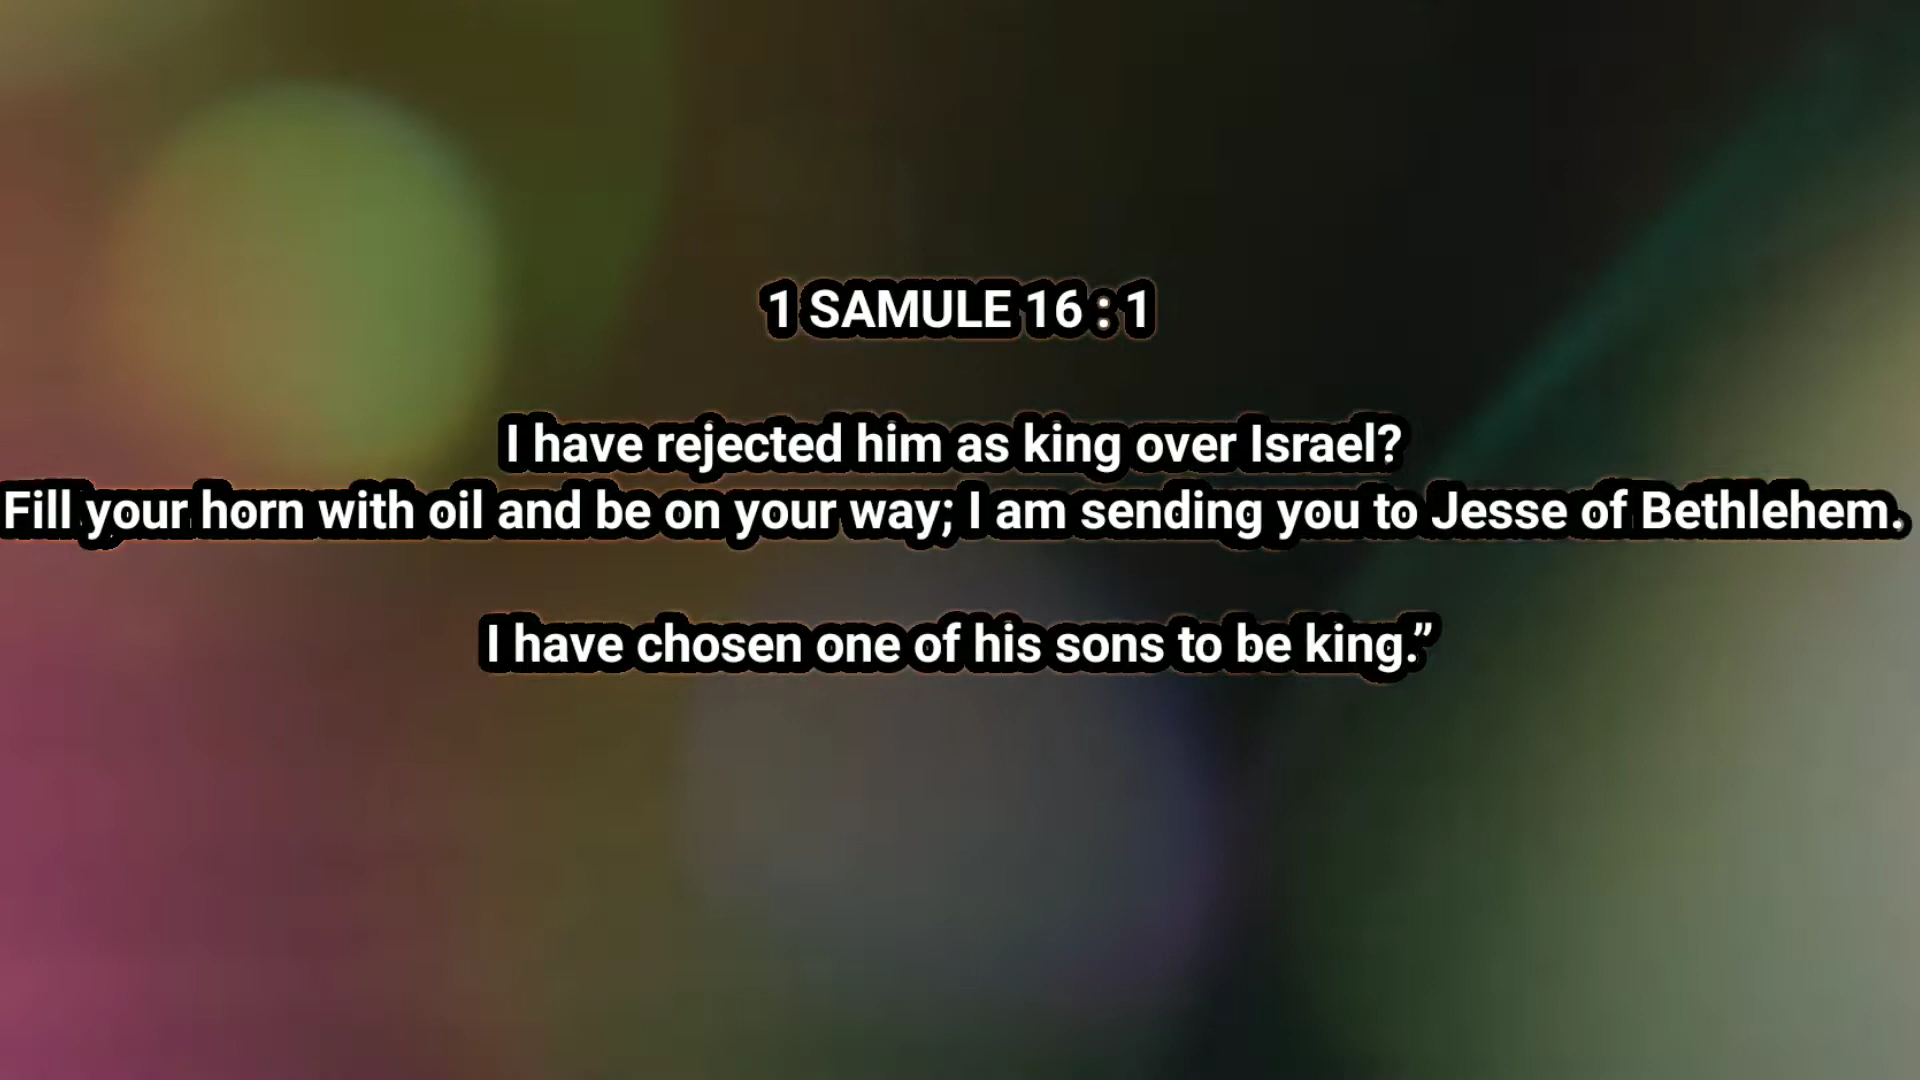 1 SAMULE 16 : 1
I have rejected him as king over Israel?
Fill your horn with oil and be on your way; I am sending you to Jesse of Bethlehem.
I have chosen one of his sons to be king.”